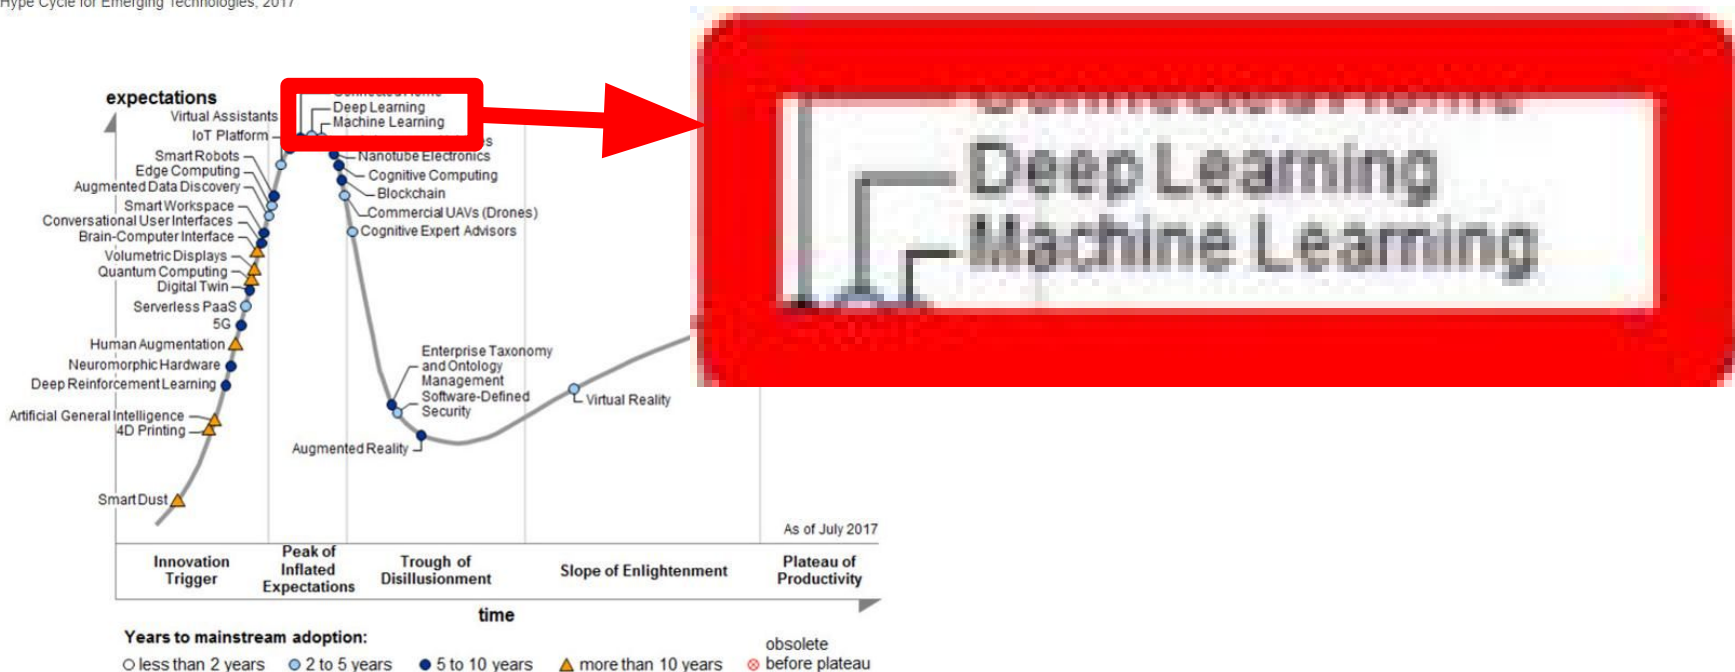 Hype Cycle for Emerging Technologies, 2017
expectations
Virtual Assistants
IoT Platform
Smart Robots
Edge Computing
Augmented Data Discovery
Smart Workspace
Conversational User Interfaces
Brain-Computer Interface
Volumetric Displays
Quantum Computing
Digital Twin
Serverless PaaS
5G
Human Augmentation
Neuromorphic Hardware
Deep Reinforcement Learning
Artificial General Intelligence
4D Printing
Smart Dust
Connected Home
Deep Learning
Machine Learning
Nanotube Electronics
Cognitive Computing
Blockchain
Commercial UAVs (Drones)
Cognitive Expert Advisors
Enterprise Taxonomy
and Ontology
Management
Software-Defined
Security
Augmented Reality
Virtual Reality
Connected Home
Deep Learning
Machine Learning
As of July 2017
Innovation
Trigger
Peak of
Inflated
Expectations
Trough of
Disillusionment
Slope of Enlightenment
Plateau of
Productivity
time
Years to mainstream adoption:
less than 2 years
2 to 5 years
5 to 10 years
more than 10 years
obsolete
before plateau